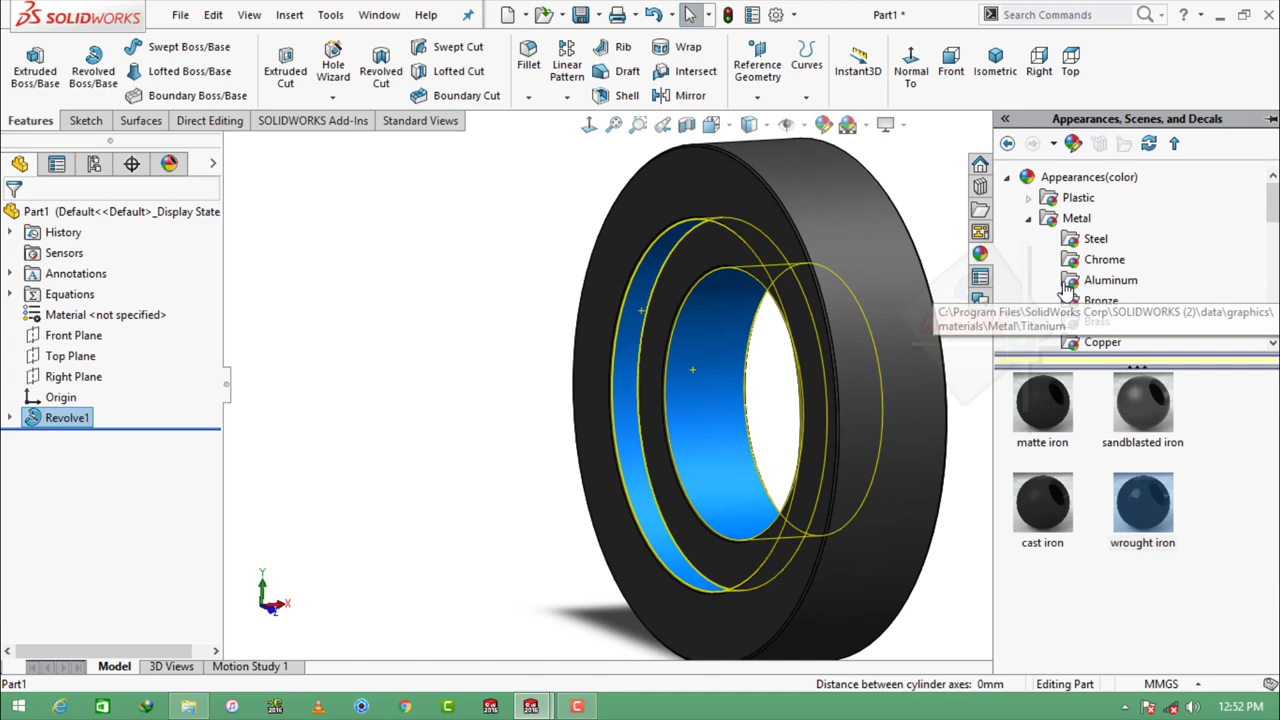 SOLIDWORKS File Edit View Insert Tools Window Help Part1 * Search Commands ?
Extruded Boss/Base Revolved Boss/Base Swept Boss/Base Lofted Boss/Base Boundary Boss/Base Extruded Cut Hole Wizard Revolved Cut Swept Cut Lofted Cut Boundary Cut Fillet Linear Pattern Rib Draft Shell Wrap Intersect Mirror Reference Geometry Curves Instant3D Normal To Front Isometric Right Top
Features Sketch Surfaces Direct Editing SOLIDWORKS Add-Ins Standard Views
Part1 (Default<<Default>_Display State
History
Sensors
Annotations
Equations
Material <not specified>
Front Plane
Top Plane
Right Plane
Origin
Revolve1
Y
X
Z
Appearances, Scenes, and Decals
Appearances(color)
Plastic
Metal
Steel
Chrome
Aluminum
Bronze
C:\Program Files\SolidWorks Corp\SOLIDWORKS (2)\data\graphics\
materials\Metal\Titanium
Brass
Copper
matte iron sandblasted iron
cast iron wrought iron
Model 3D Views Motion Study 1
Part1 Distance between cylinder axes: 0mm Editing Part MMGS
2016 2016 2016 12:52 PM